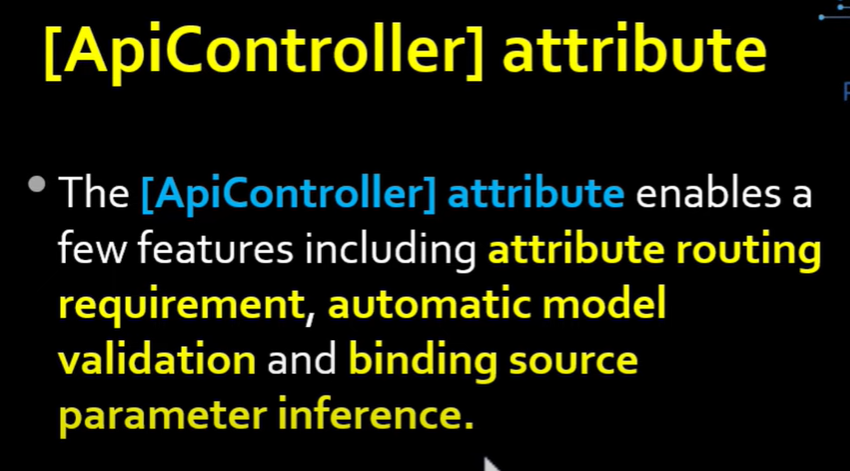 [ApiController] attribute
• The [ApiController] attribute enables a
few features including attribute routing
requirement, automatic model
validation and binding source
parameter inference.